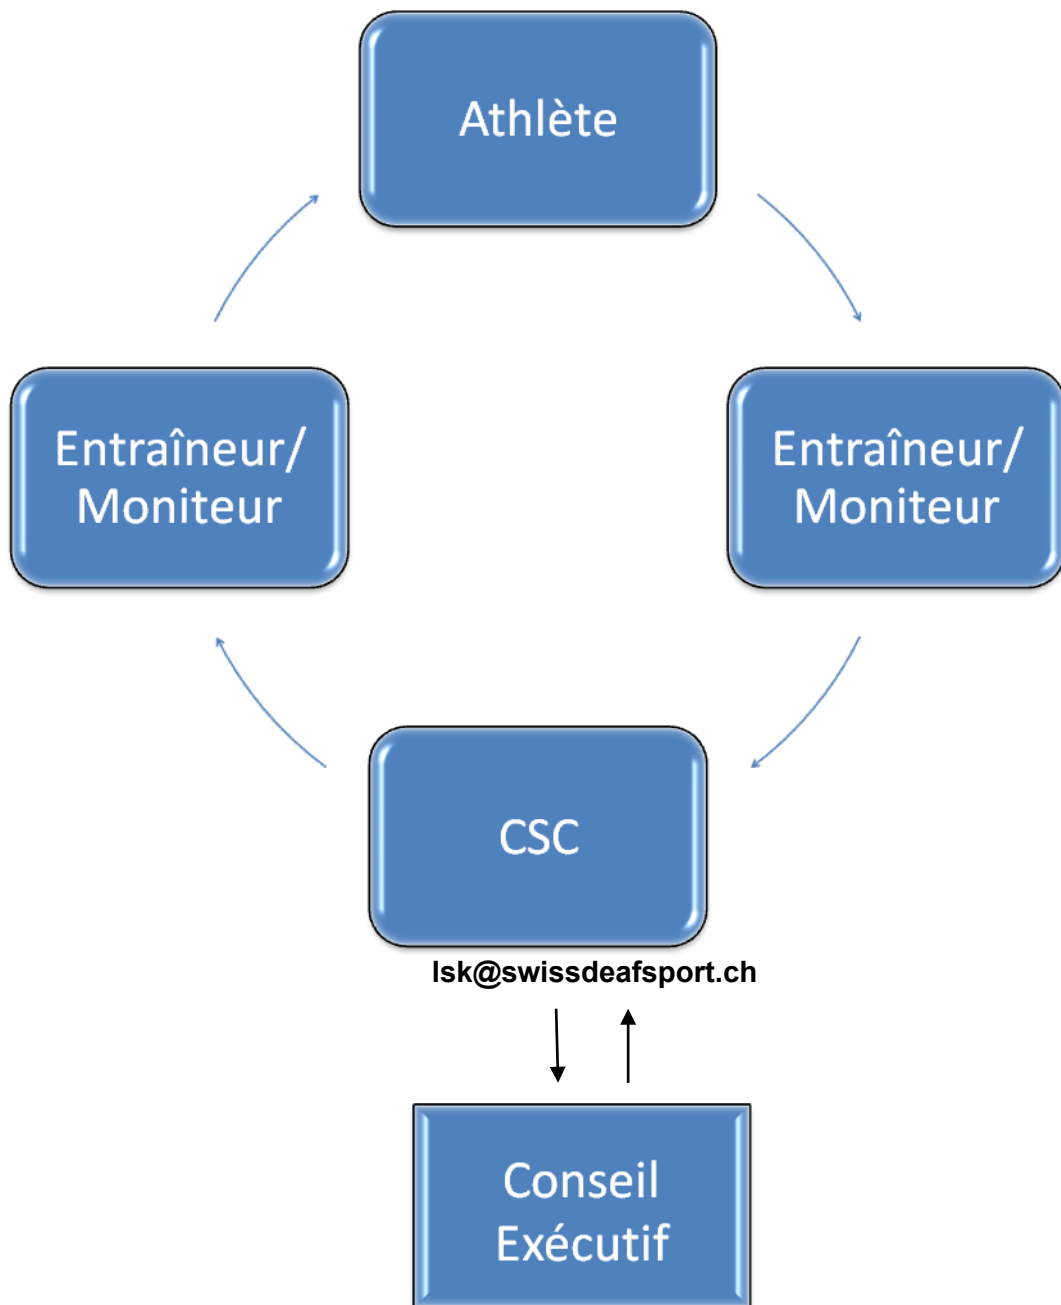 Athlète
Entraîneur/
Moniteur
Entraîneur/
Moniteur
CSC
lsk@swissdeafsport.ch
Conseil
Exécutif